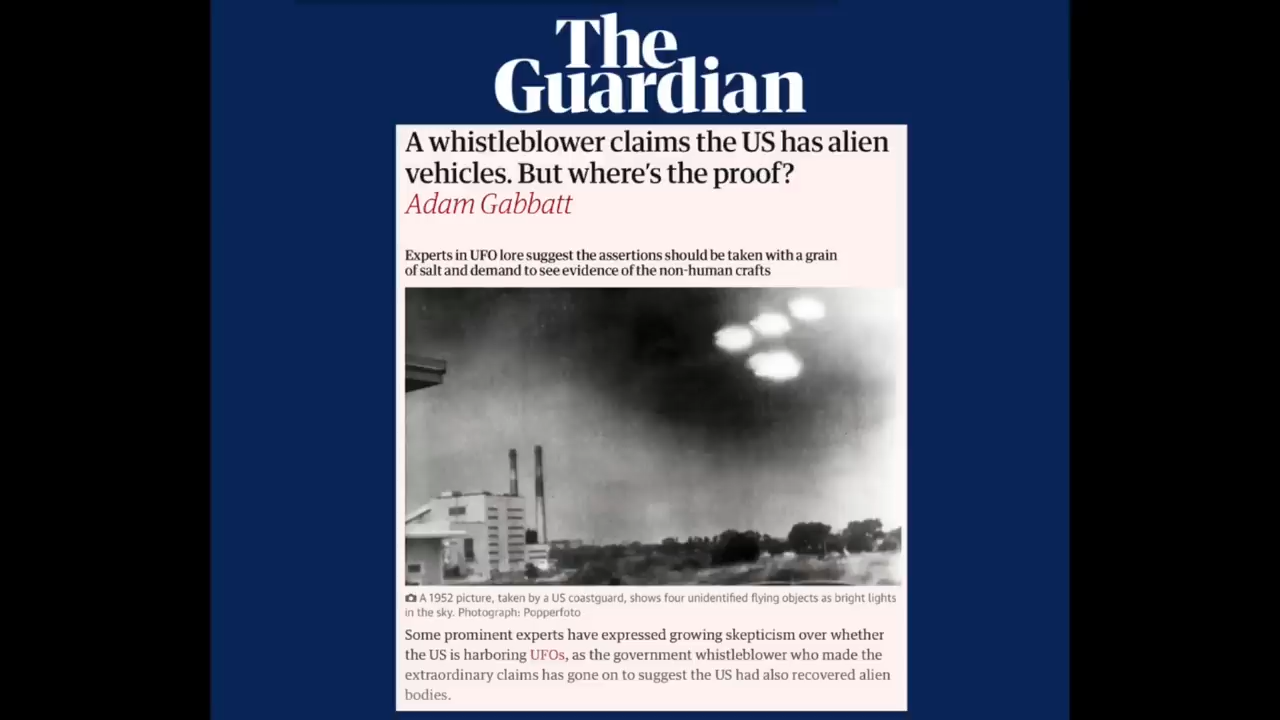 The
Guardian
A whistleblower claims the US has alien
vehicles. But where's the proof?
Adam Gabbatt
Experts in UFO lore suggest the assertions should be taken with a grain
of salt and demand to see evidence of the non-human crafts
A 1952 picture, taken by a US coastguard, shows four unidentified flying objects as bright lights
in the sky. Photograph: Popperfoto
Some prominent experts have expressed growing skepticism over whether
the US is harboring UFOs, as the government whistleblower who made the
extraordinary claims has gone on to suggest the US had also recovered alien
bodies.